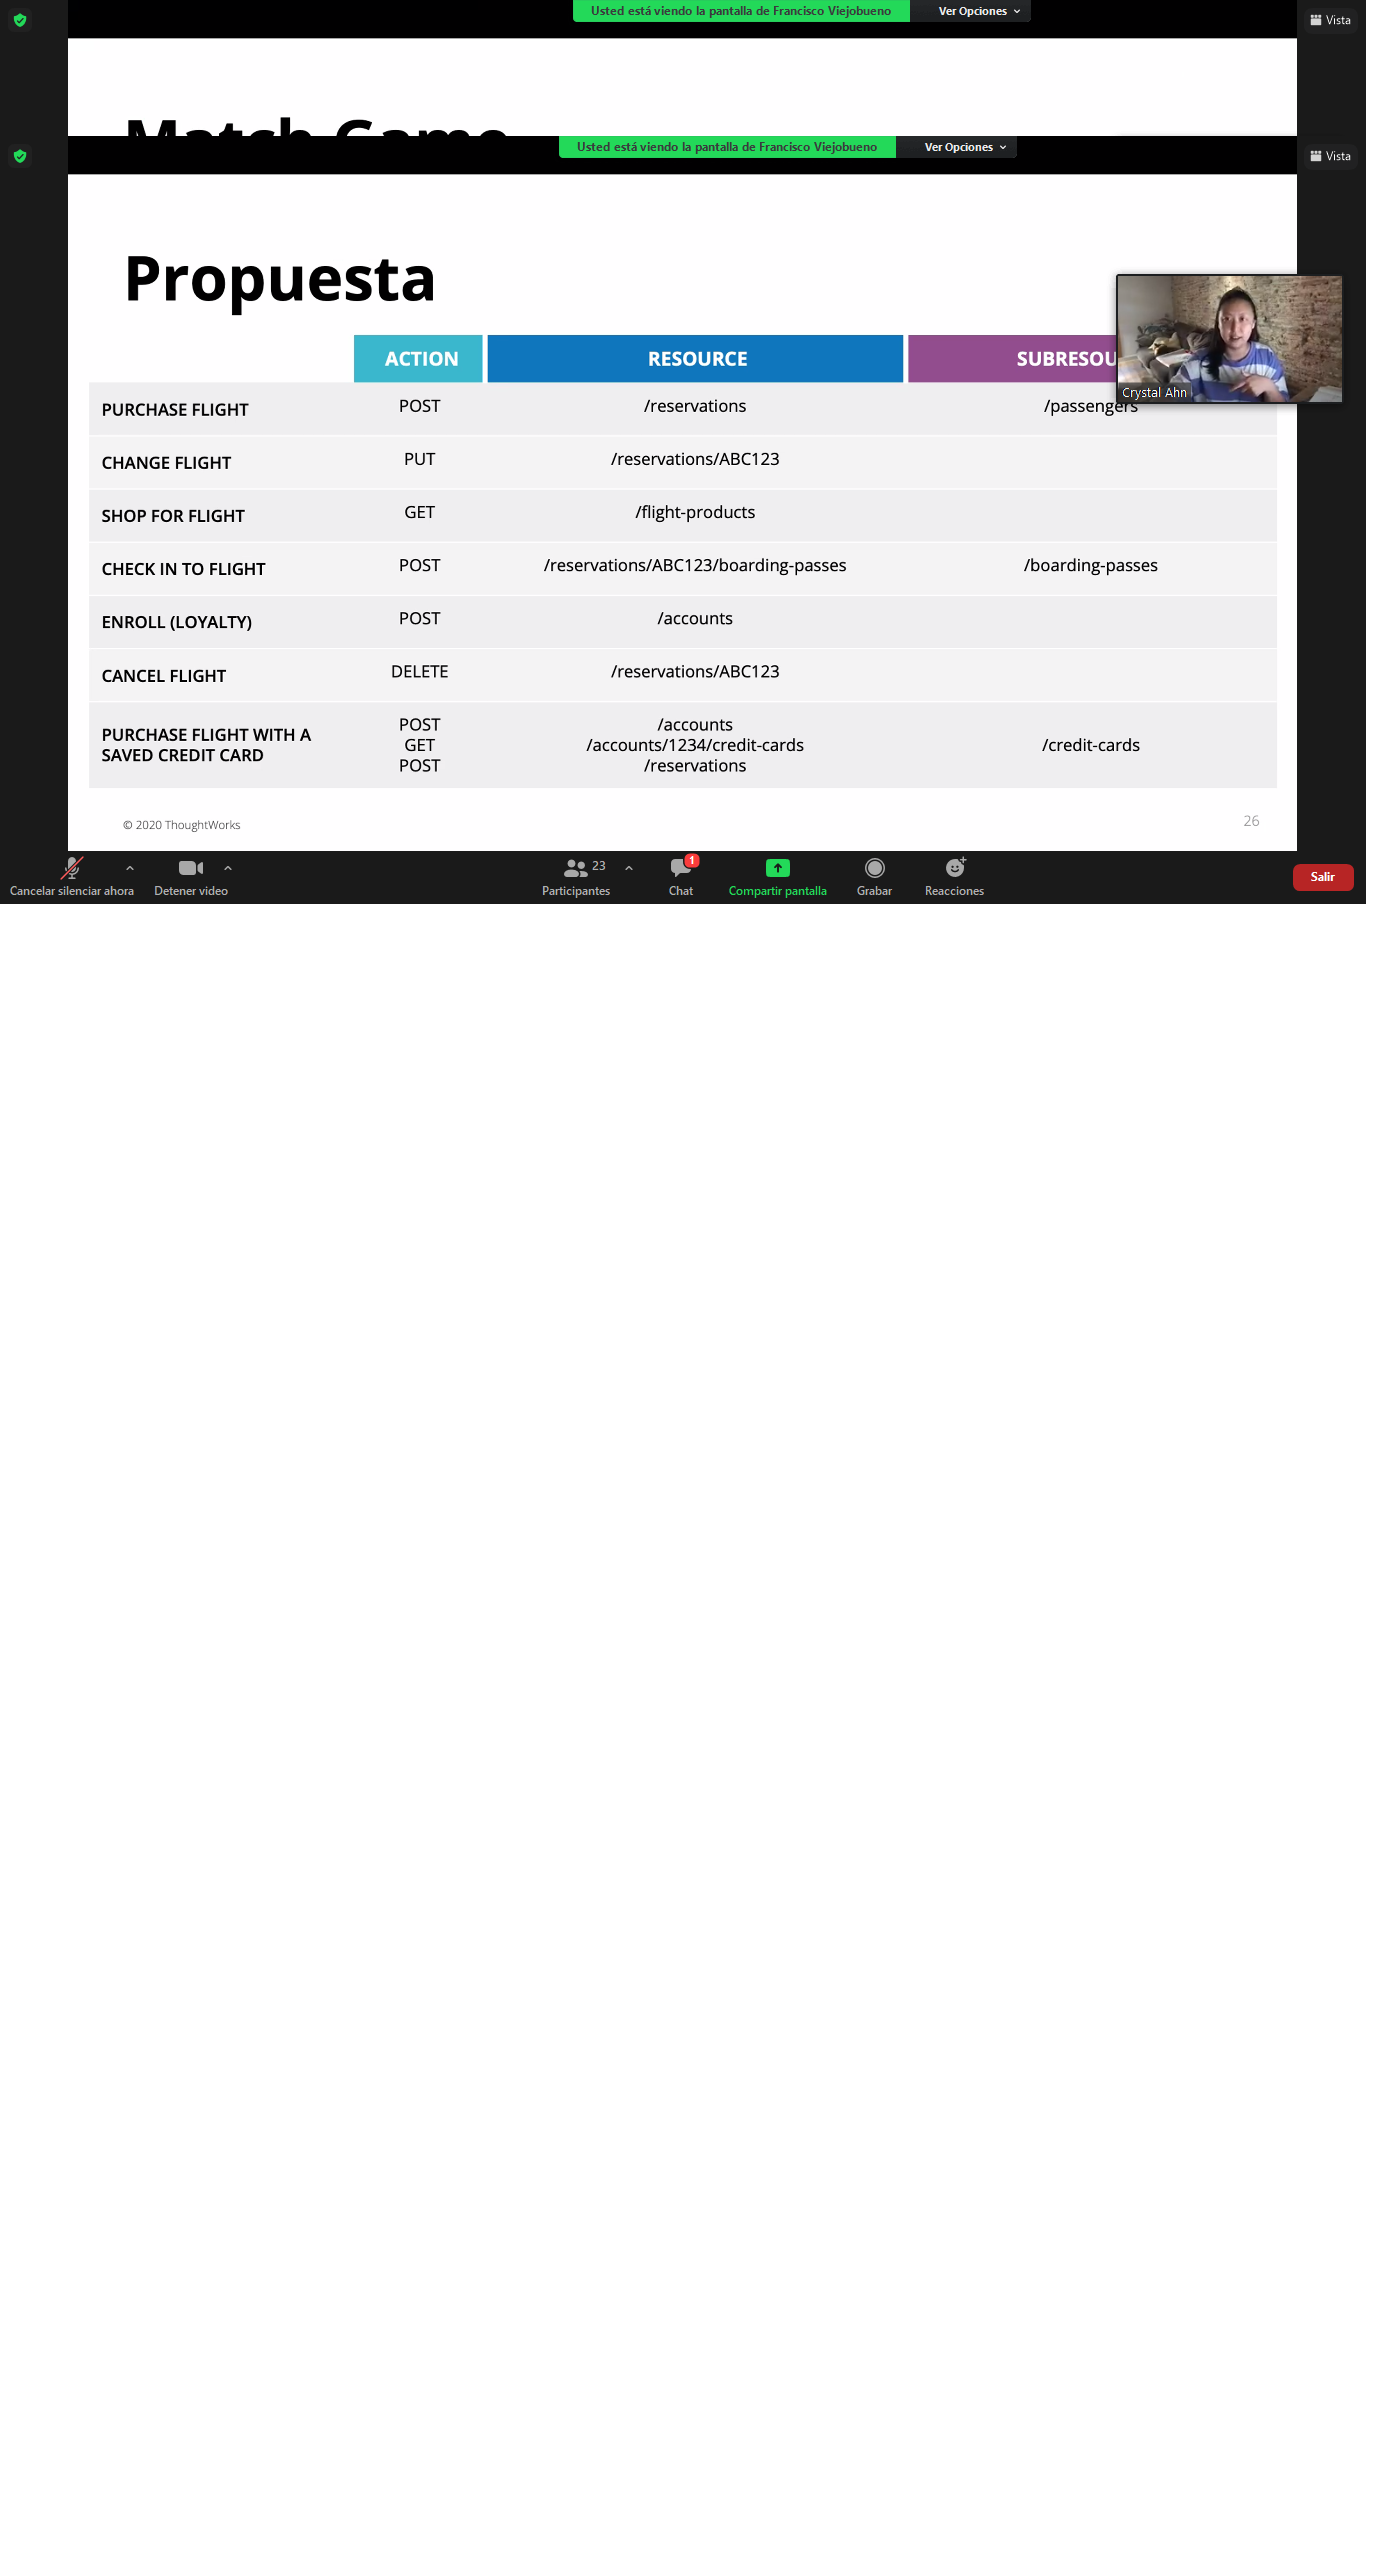 Usted está viendo la pantalla de Francisco Viejobueno Ver Opciones
Vista
Match Game
Usted está viendo la pantalla de Francisco Viejobueno Ver Opciones
Vista
Propuesta
ACTION RESOURCE
Crystal Ahn
PURCHASE FLIGHT POST /reservations /passengers
CHANGE FLIGHT PUT /reservations/ABC123
SHOP FOR FLIGHT GET /flight-products
CHECK IN TO FLIGHT POST /reservations/ABC123/boarding-passes /boarding-passes
ENROLL (LOYALTY) POST /accounts
CANCEL FLIGHT DELETE /reservations/ABC123
PURCHASE FLIGHT WITH A SAVED CREDIT CARD
POST /accounts
GET /accounts/1234/credit-cards /credit-cards
POST /reservations
© 2020 ThoughtWorks
26
Cancelar silenciar ahora Detener video 23 Participantes 1 Chat Compartir pantalla Grabar Reacciones Salir